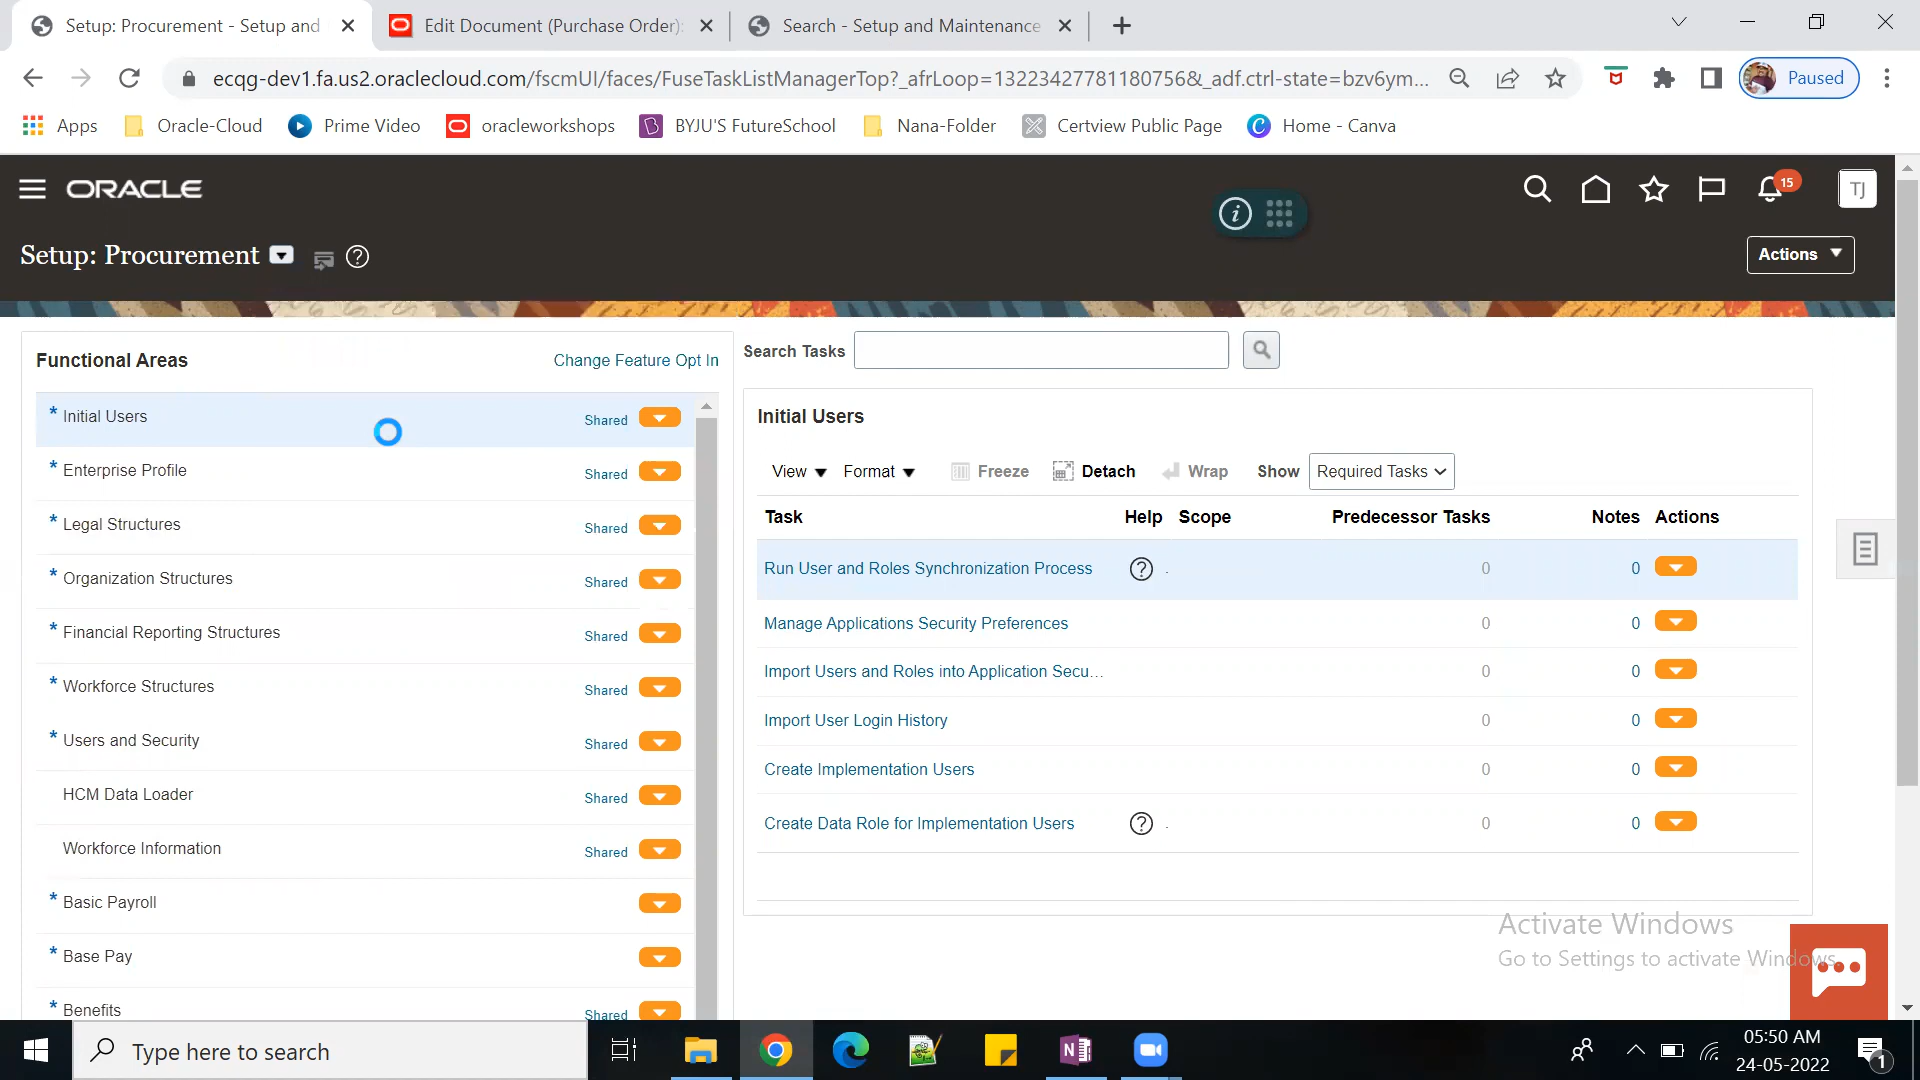 Setup: Procurement - Setup and
Edit Document (Purchase Order):
Search - Setup and Maintenance
ecqg-dev1.fa.us2.oraclecloud.com/fscmUI/faces/FuseTaskListManagerTop?_afrLoop=13223427781180756&_adf.ctrl-state=bzv6ym...
Paused
Apps
Oracle-Cloud
Prime Video
oracleworkshops
BYJU'S FutureSchool
Nana-Folder
Certview Public Page
Home - Canva
ORACLE
15
TJ
Setup: Procurement
Actions
Functional Areas
Change Feature Opt In
* Initial Users Shared
* Enterprise Profile Shared
* Legal Structures Shared
* Organization Structures Shared
* Financial Reporting Structures Shared
* Workforce Structures Shared
* Users and Security Shared
HCM Data Loader Shared
Workforce Information Shared
* Basic Payroll
* Base Pay
* Benefits Shared
Search Tasks
Initial Users
View Format Freeze Detach Wrap Show Required Tasks
Task Help Scope Predecessor Tasks Notes Actions
Run User and Roles Synchronization Process . 0 0
Manage Applications Security Preferences 0 0
Import Users and Roles into Application Secu... 0 0
Import User Login History 0 0
Create Implementation Users 0 0
Create Data Role for Implementation Users . 0 0
Activate Windows
Go to Settings to activate Windows.
Type here to search
05:50 AM
24-05-2022
1